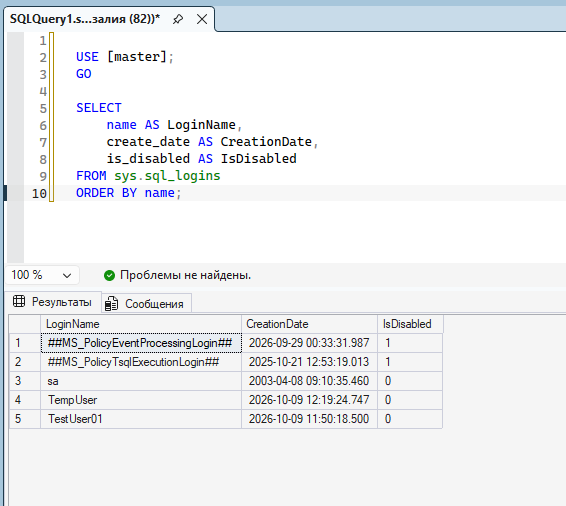 SQLQuery1.s...залия (82))*
1
2 USE [master];
3 GO
4
5 SELECT
6 name AS LoginName,
7 create_date AS CreationDate,
8 is_disabled AS IsDisabled
9 FROM sys.sql_logins
10 ORDER BY name;
100 % Проблемы не найдены.
Результаты Сообщения
LoginName CreationDate IsDisabled
1 ##MS_PolicyEventProcessingLogin## 2026-09-29 00:33:31.987 1
2 ##MS_PolicyTsqlExecutionLogin## 2025-10-21 12:53:19.013 1
3 sa 2003-04-08 09:10:35.460 0
4 TempUser 2026-10-09 12:19:24.747 0
5 TestUser01 2026-10-09 11:50:18.500 0